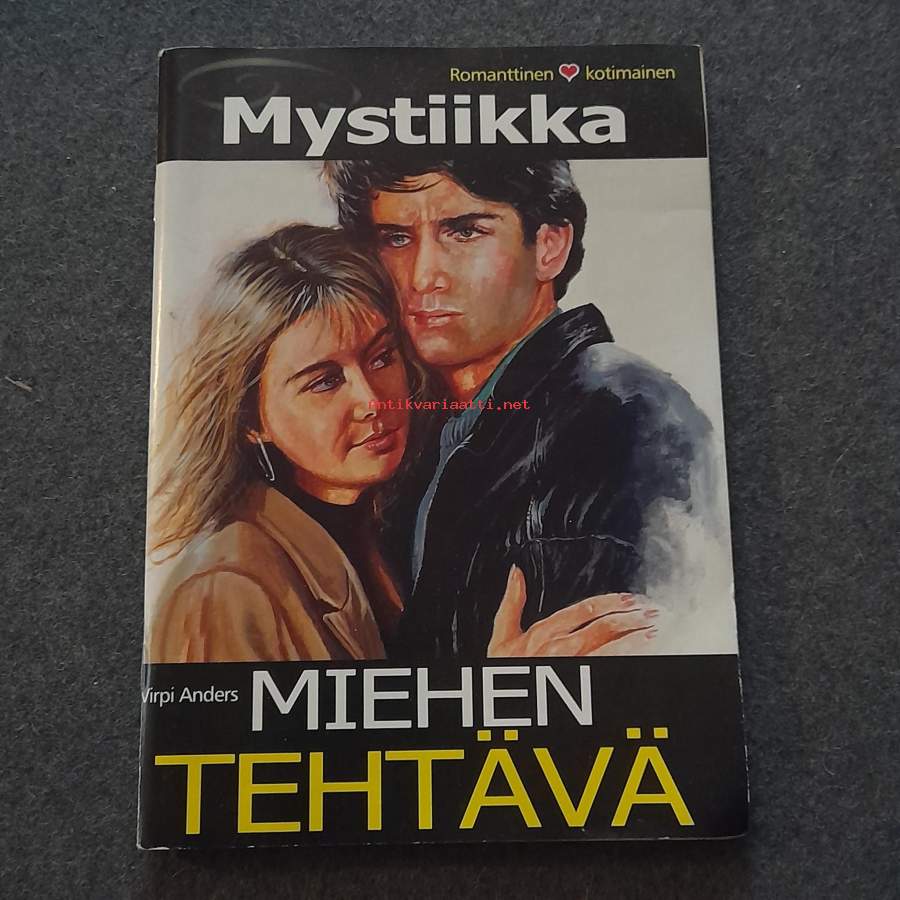 Romanttinen ❤ kotimainen
Mystiikka
antikvariaatti.net
Virpi Anders
MIEHEN
TEHTÄVÄ